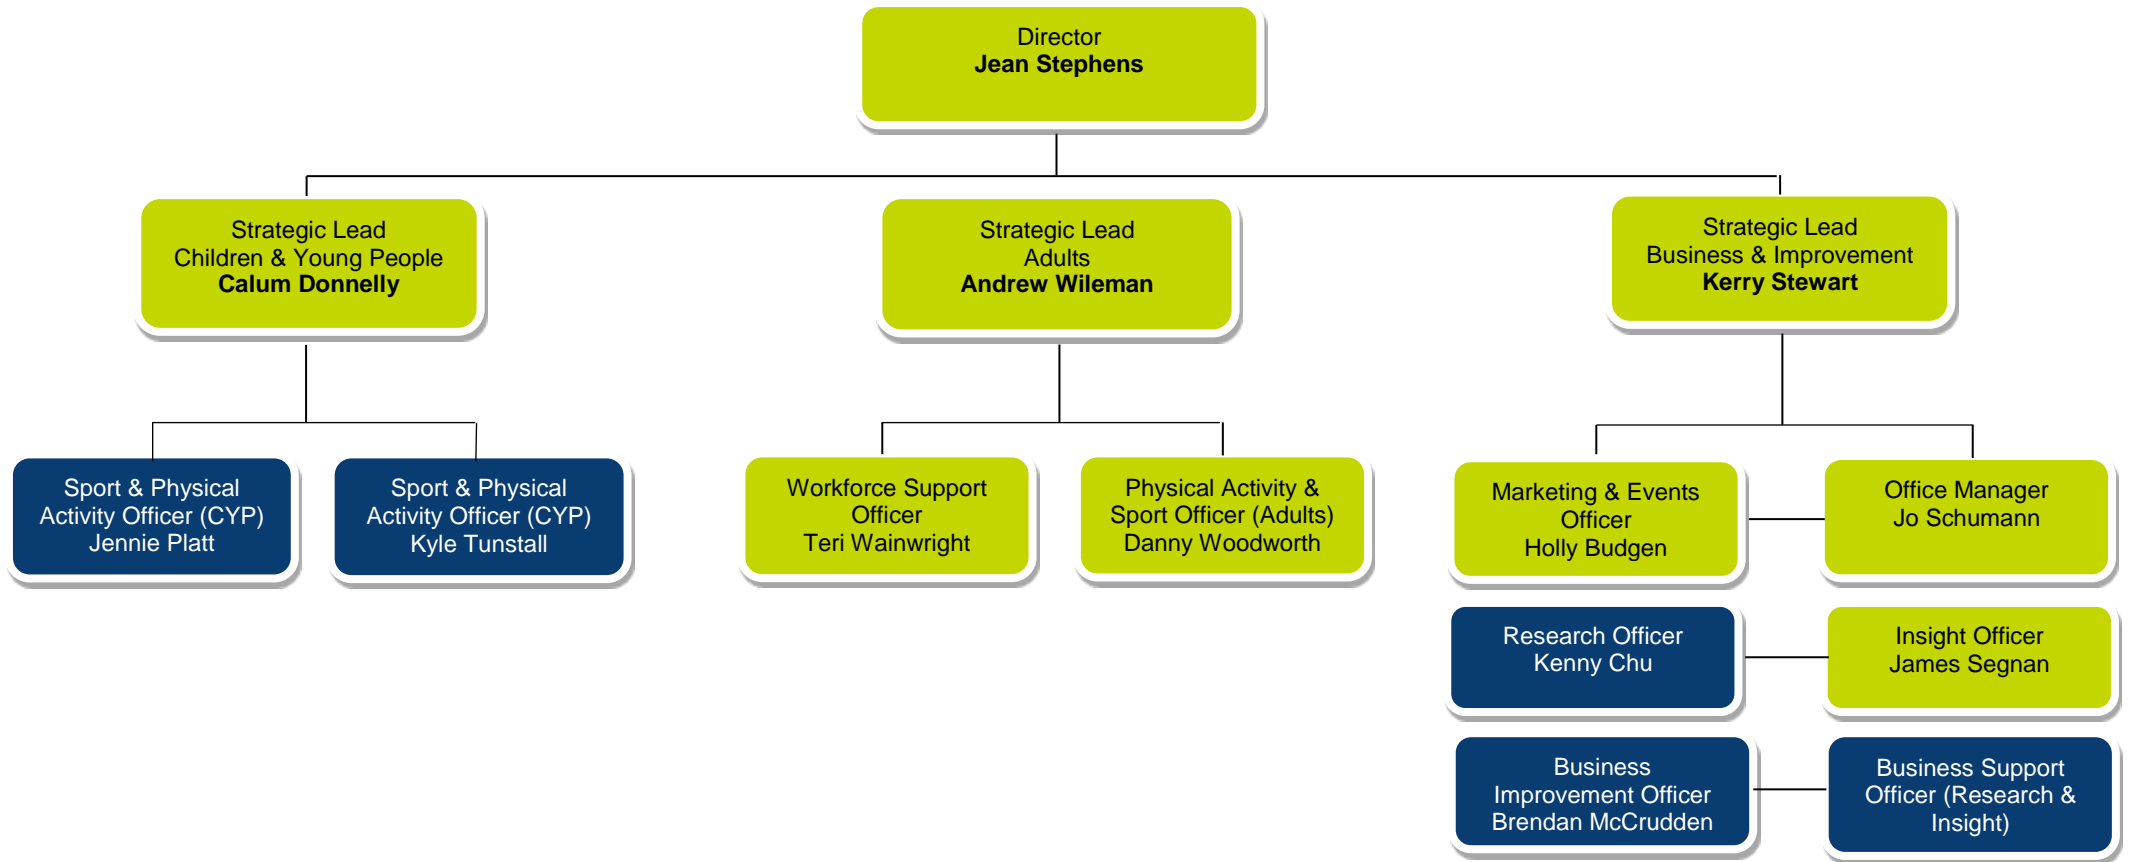 Director
Jean Stephens
Strategic Lead
Children & Young People
Calum Donnelly
Strategic Lead
Adults
Andrew Wileman
Strategic Lead
Business & Improvement
Kerry Stewart
Sport & Physical
Activity Officer (CYP)
Jennie Platt
Sport & Physical
Activity Officer (CYP)
Kyle Tunstall
Workforce Support
Officer
Teri Wainwright
Physical Activity &
Sport Officer (Adults)
Danny Woodworth
Marketing & Events
Officer
Holly Budgen
Office Manager
Jo Schumann
Research Officer
Kenny Chu
Insight Officer
James Segnan
Business
Improvement Officer
Brendan McCrudden
Business Support
Officer (Research &
Insight)